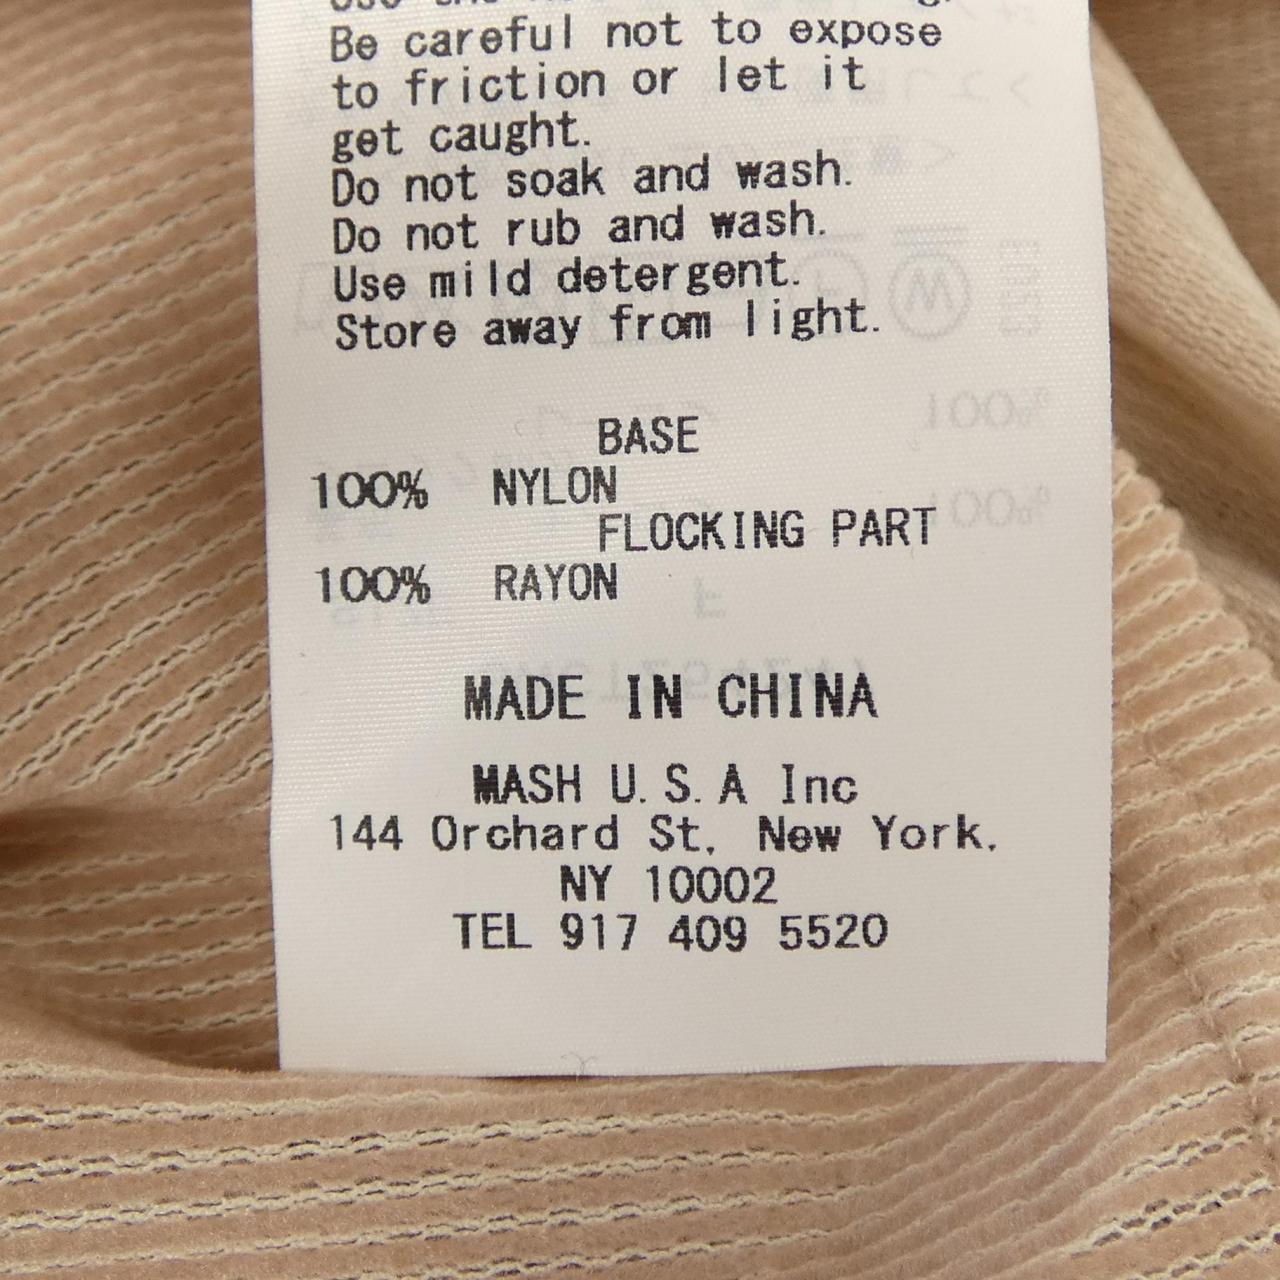 Be careful not to expose
to friction or let it
get caught.
Do not soak and wash.
Do not rub and wash.
Use mild detergent.
Store away from light.
BASE
100% NYLON
FLOCKING PART
100% RAYON
MADE IN CHINA
MASH U.S.A Inc
144 Orchard St, New York.
NY 10002
TEL 917 409 5520